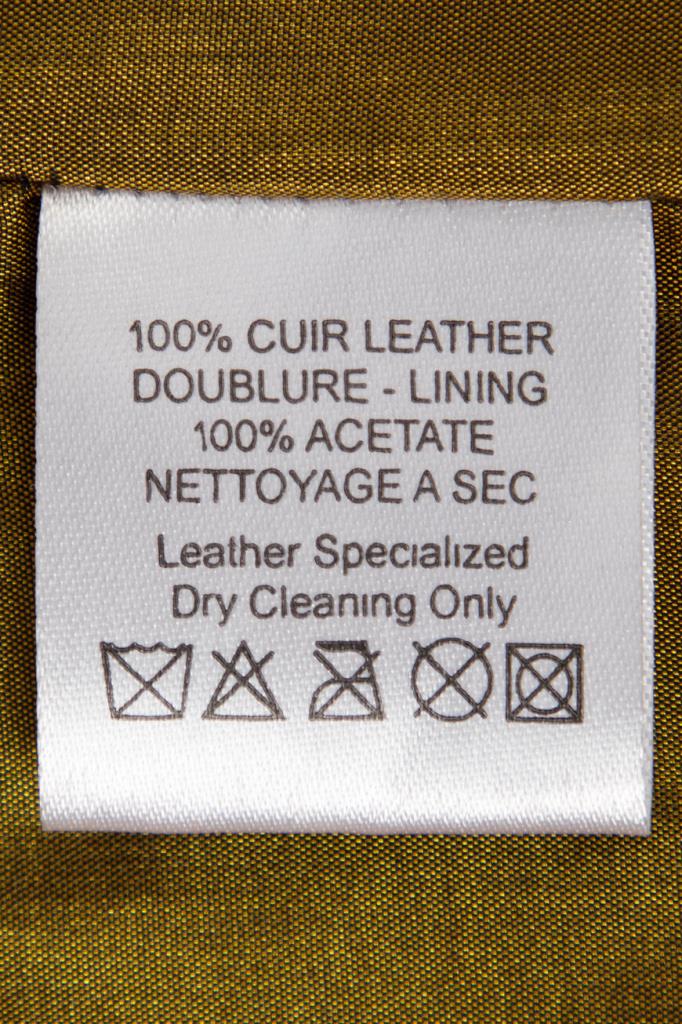 100% CUIR LEATHER
DOUBLURE - LINING
100% ACETATE
NETTOYAGE A SEC
Leather Specialized
Dry Cleaning Only